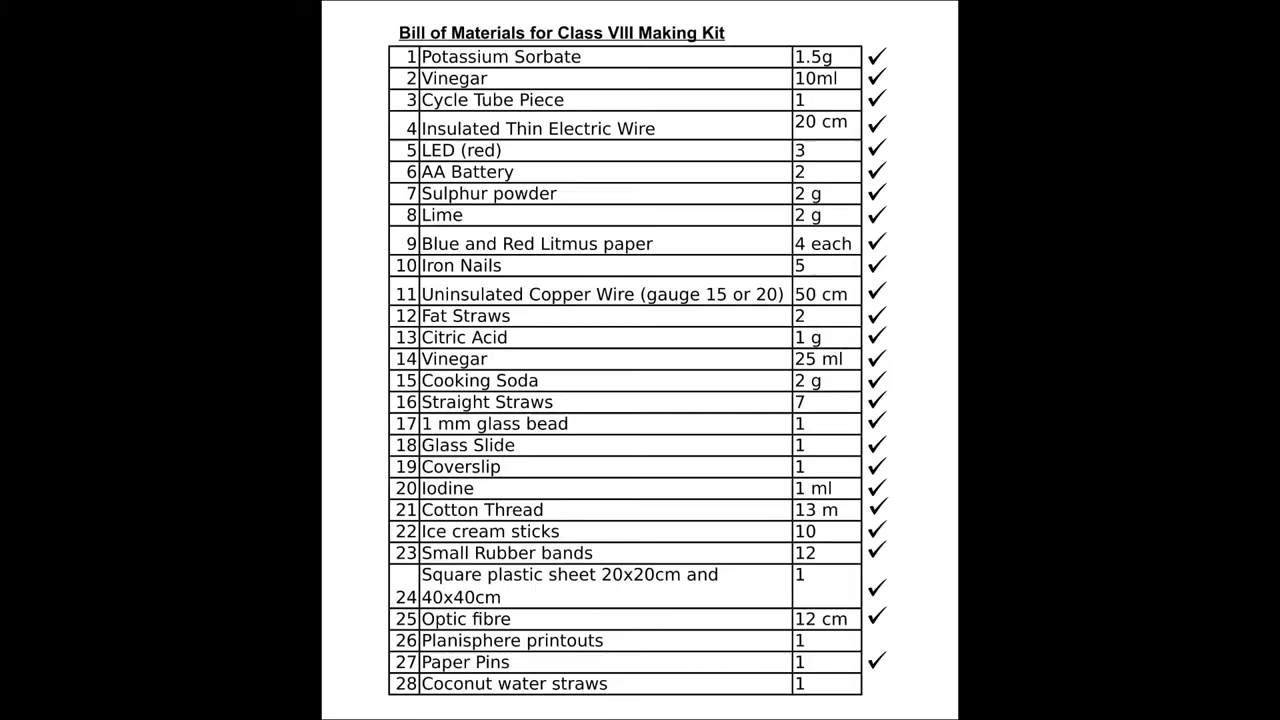 Bill of Materials for Class VIII Making Kit
1 Potassium Sorbate 1.5g ✓
2 Vinegar 10ml ✓
3 Cycle Tube Piece 1 ✓
4 Insulated Thin Electric Wire 20 cm ✓
5 LED (red) 3 ✓
6 AA Battery 2 ✓
7 Sulphur powder 2 g ✓
8 Lime 2 g ✓
9 Blue and Red Litmus paper 4 each ✓
10 Iron Nails 5 ✓
11 Uninsulated Copper Wire (gauge 15 or 20) 50 cm ✓
12 Fat Straws 2 ✓
13 Citric Acid 1 g ✓
14 Vinegar 25 ml ✓
15 Cooking Soda 2 g ✓
16 Straight Straws 7 ✓
17 1 mm glass bead 1 ✓
18 Glass Slide 1 ✓
19 Coverslip 1 ✓
20 Iodine 1 ml ✓
21 Cotton Thread 13 m ✓
22 Ice cream sticks 10 ✓
23 Small Rubber bands 12 ✓
Square plastic sheet 20x20cm and 1
24 40x40cm ✓
25 Optic fibre 12 cm ✓
26 Planisphere printouts 1
27 Paper Pins 1 ✓
28 Coconut water straws 1